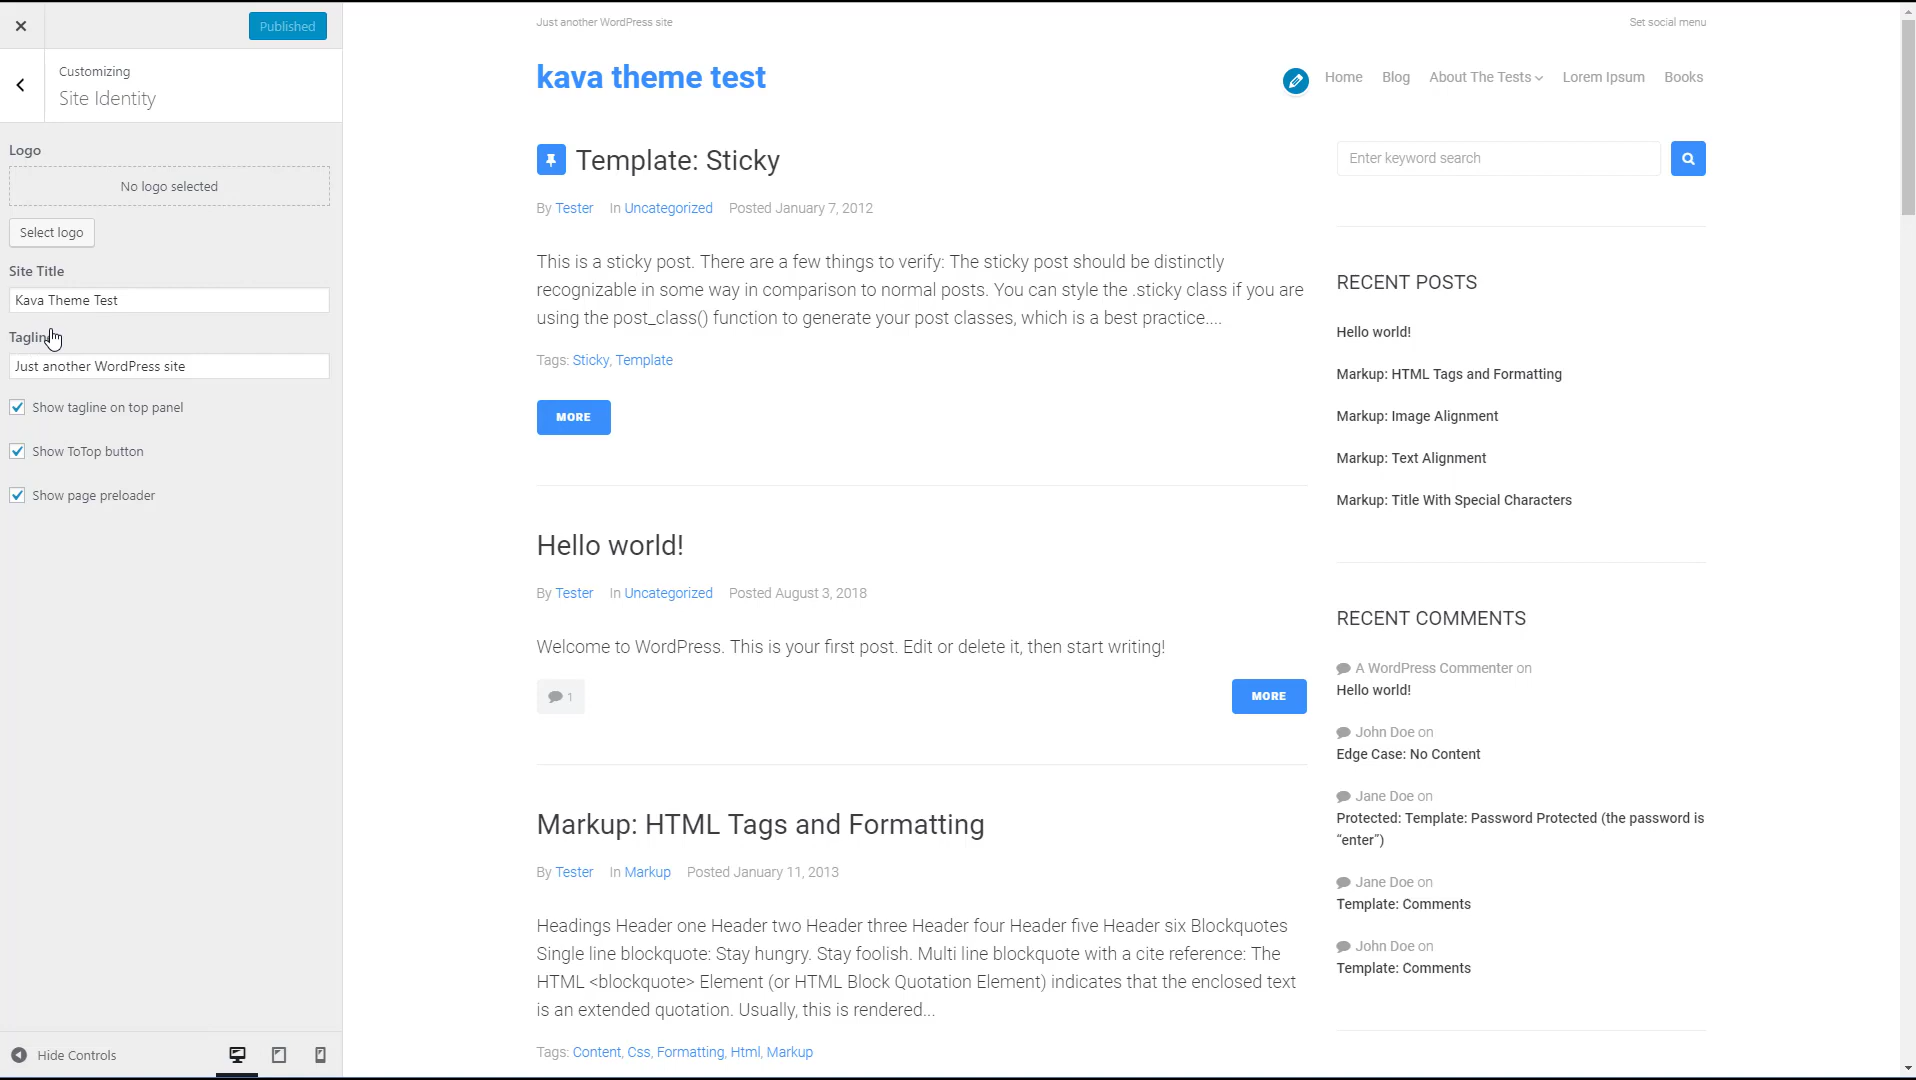 Published
Customizing
Site Identity
Logo
No logo selected
Select logo
Site Title
Kava Theme Test
Tagline
Just another WordPress site
Show tagline on top panel
Show ToTop button
Show page preloader
Hide Controls
Just another WordPress site
Set social menu
kava theme test
Home Blog About The Tests Lorem Ipsum Books
Template: Sticky
By Tester In Uncategorized Posted January 7, 2012
This is a sticky post. There are a few things to verify: The sticky post should be distinctly
recognizable in some way in comparison to normal posts. You can style the .sticky class if you are
using the post_class() function to generate your post classes, which is a best practice....
Tags: Sticky, Template
MORE
Hello world!
By Tester In Uncategorized Posted August 3, 2018
Welcome to WordPress. This is your first post. Edit or delete it, then start writing!
1
MORE
Markup: HTML Tags and Formatting
By Tester In Markup Posted January 11, 2013
Headings Header one Header two Header three Header four Header five Header six Blockquotes
Single line blockquote: Stay hungry. Stay foolish. Multi line blockquote with a cite reference: The
HTML <blockquote> Element (or HTML Block Quotation Element) indicates that the enclosed text
is an extended quotation. Usually, this is rendered...
Tags: Content, Css, Formatting, Html, Markup
Enter keyword search
RECENT POSTS
Hello world!
Markup: HTML Tags and Formatting
Markup: Image Alignment
Markup: Text Alignment
Markup: Title With Special Characters
RECENT COMMENTS
A WordPress Commenter on
Hello world!
John Doe on
Edge Case: No Content
Jane Doe on
Protected: Template: Password Protected (the password is
“enter”)
Jane Doe on
Template: Comments
John Doe on
Template: Comments